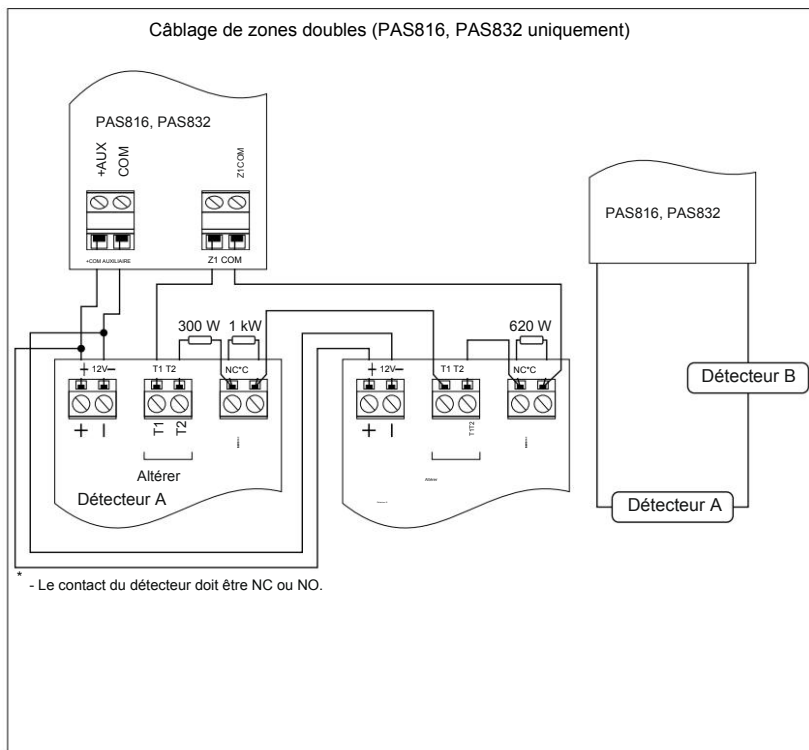 Câblage de zones doubles (PAS816, PAS832 uniquement)
PAS816, PAS832
+AUX
COM
Z1COM
+COM AUXILIAIRE
Z1 COM
PAS816, PAS832
300 W
1 kW
620 W
+ 12V−
T1 T2
NC*C
+ 12V−
T1 T2
NC*C
+ −
T1
T2
+ −
T1T2
Altérer
Détecteur A
Altérer
Détecteur B
Détecteur A
* - Le contact du détecteur doit être NC ou NO.